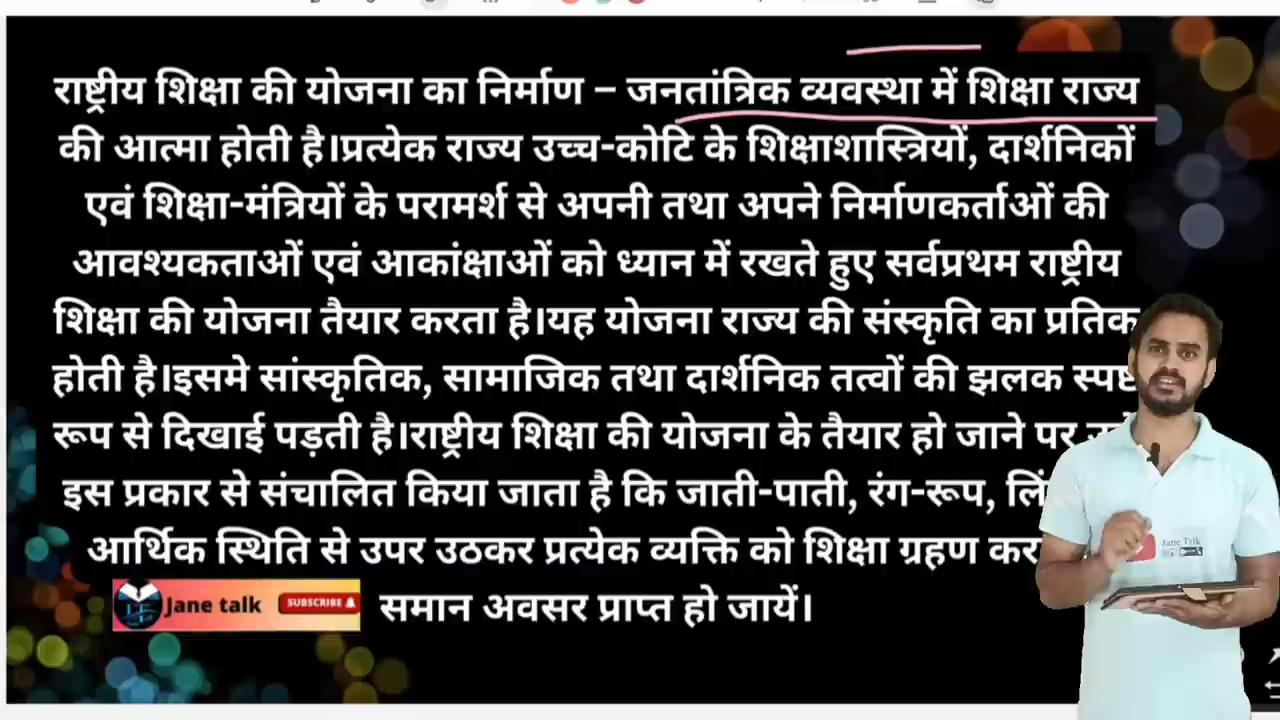 राष्ट्रीय शिक्षा की योजना का निर्माण – जनतांत्रिक व्यवस्था में शिक्षा राज्य
की आत्मा होती है।प्रत्येक राज्य उच्च-कोटि के शिक्षाशास्त्रियों, दार्शनिकों
एवं शिक्षा-मंत्रियों के परामर्श से अपनी तथा अपने निर्माणकर्ताओं की
आवश्यकताओं एवं आकांक्षाओं को ध्यान में रखते हुए सर्वप्रथम राष्ट्रीय
शिक्षा की योजना तैयार करता है।यह योजना राज्य की संस्कृति का प्रतिक
होती है।इसमे सांस्कृतिक, सामाजिक तथा दार्शनिक तत्वों की झलक
रूप से दिखाई पड़ती है।राष्ट्रीय शिक्षा की योजना के तैयार हो जाने पर
इस प्रकार से संचालित किया जाता है कि जाती-पाती, रंग-रूप,
आर्थिक स्थिति से उपर उठकर प्रत्येक व्यक्ति को शिक्षा ग्रहण
समान अवसर प्राप्त हो जायें।
Jane talk SUBSCRIBE
Jane Talk